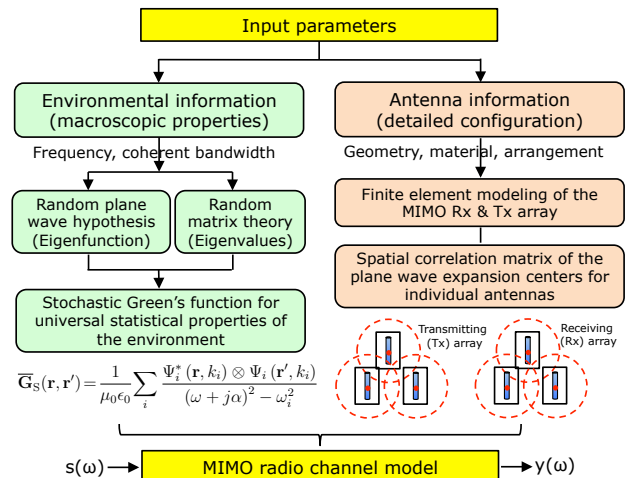 Input parameters
Environmental information
(macroscopic properties)
Antenna information
(detailed configuration)
Frequency, coherent bandwidth
Geometry, material, arrangement
Random plane
wave hypothesis
(Eigenfunction)
Random
matrix theory
(Eigenvalues)
Finite element modeling of the
MIMO Rx & Tx array
Stochastic Green's function for
universal statistical properties of
the environment
Spatial correlation matrix of the
plane wave expansion centers for
individual antennas
Transmitting
(Tx) array
Receiving
(Rx) array
$\overline{\mathbf{G}}_{\mathrm{S}}(\mathbf{r}, \mathbf{r}') = \frac{1}{\mu_0 \epsilon_0} \sum_i \frac{\Psi_i^* (\mathbf{r}, k_i) \otimes \Psi_i (\mathbf{r}', k_i)}{(\omega + j\alpha)^2 - \omega_i^2}$
s(ω)
MIMO radio channel model
y(ω)